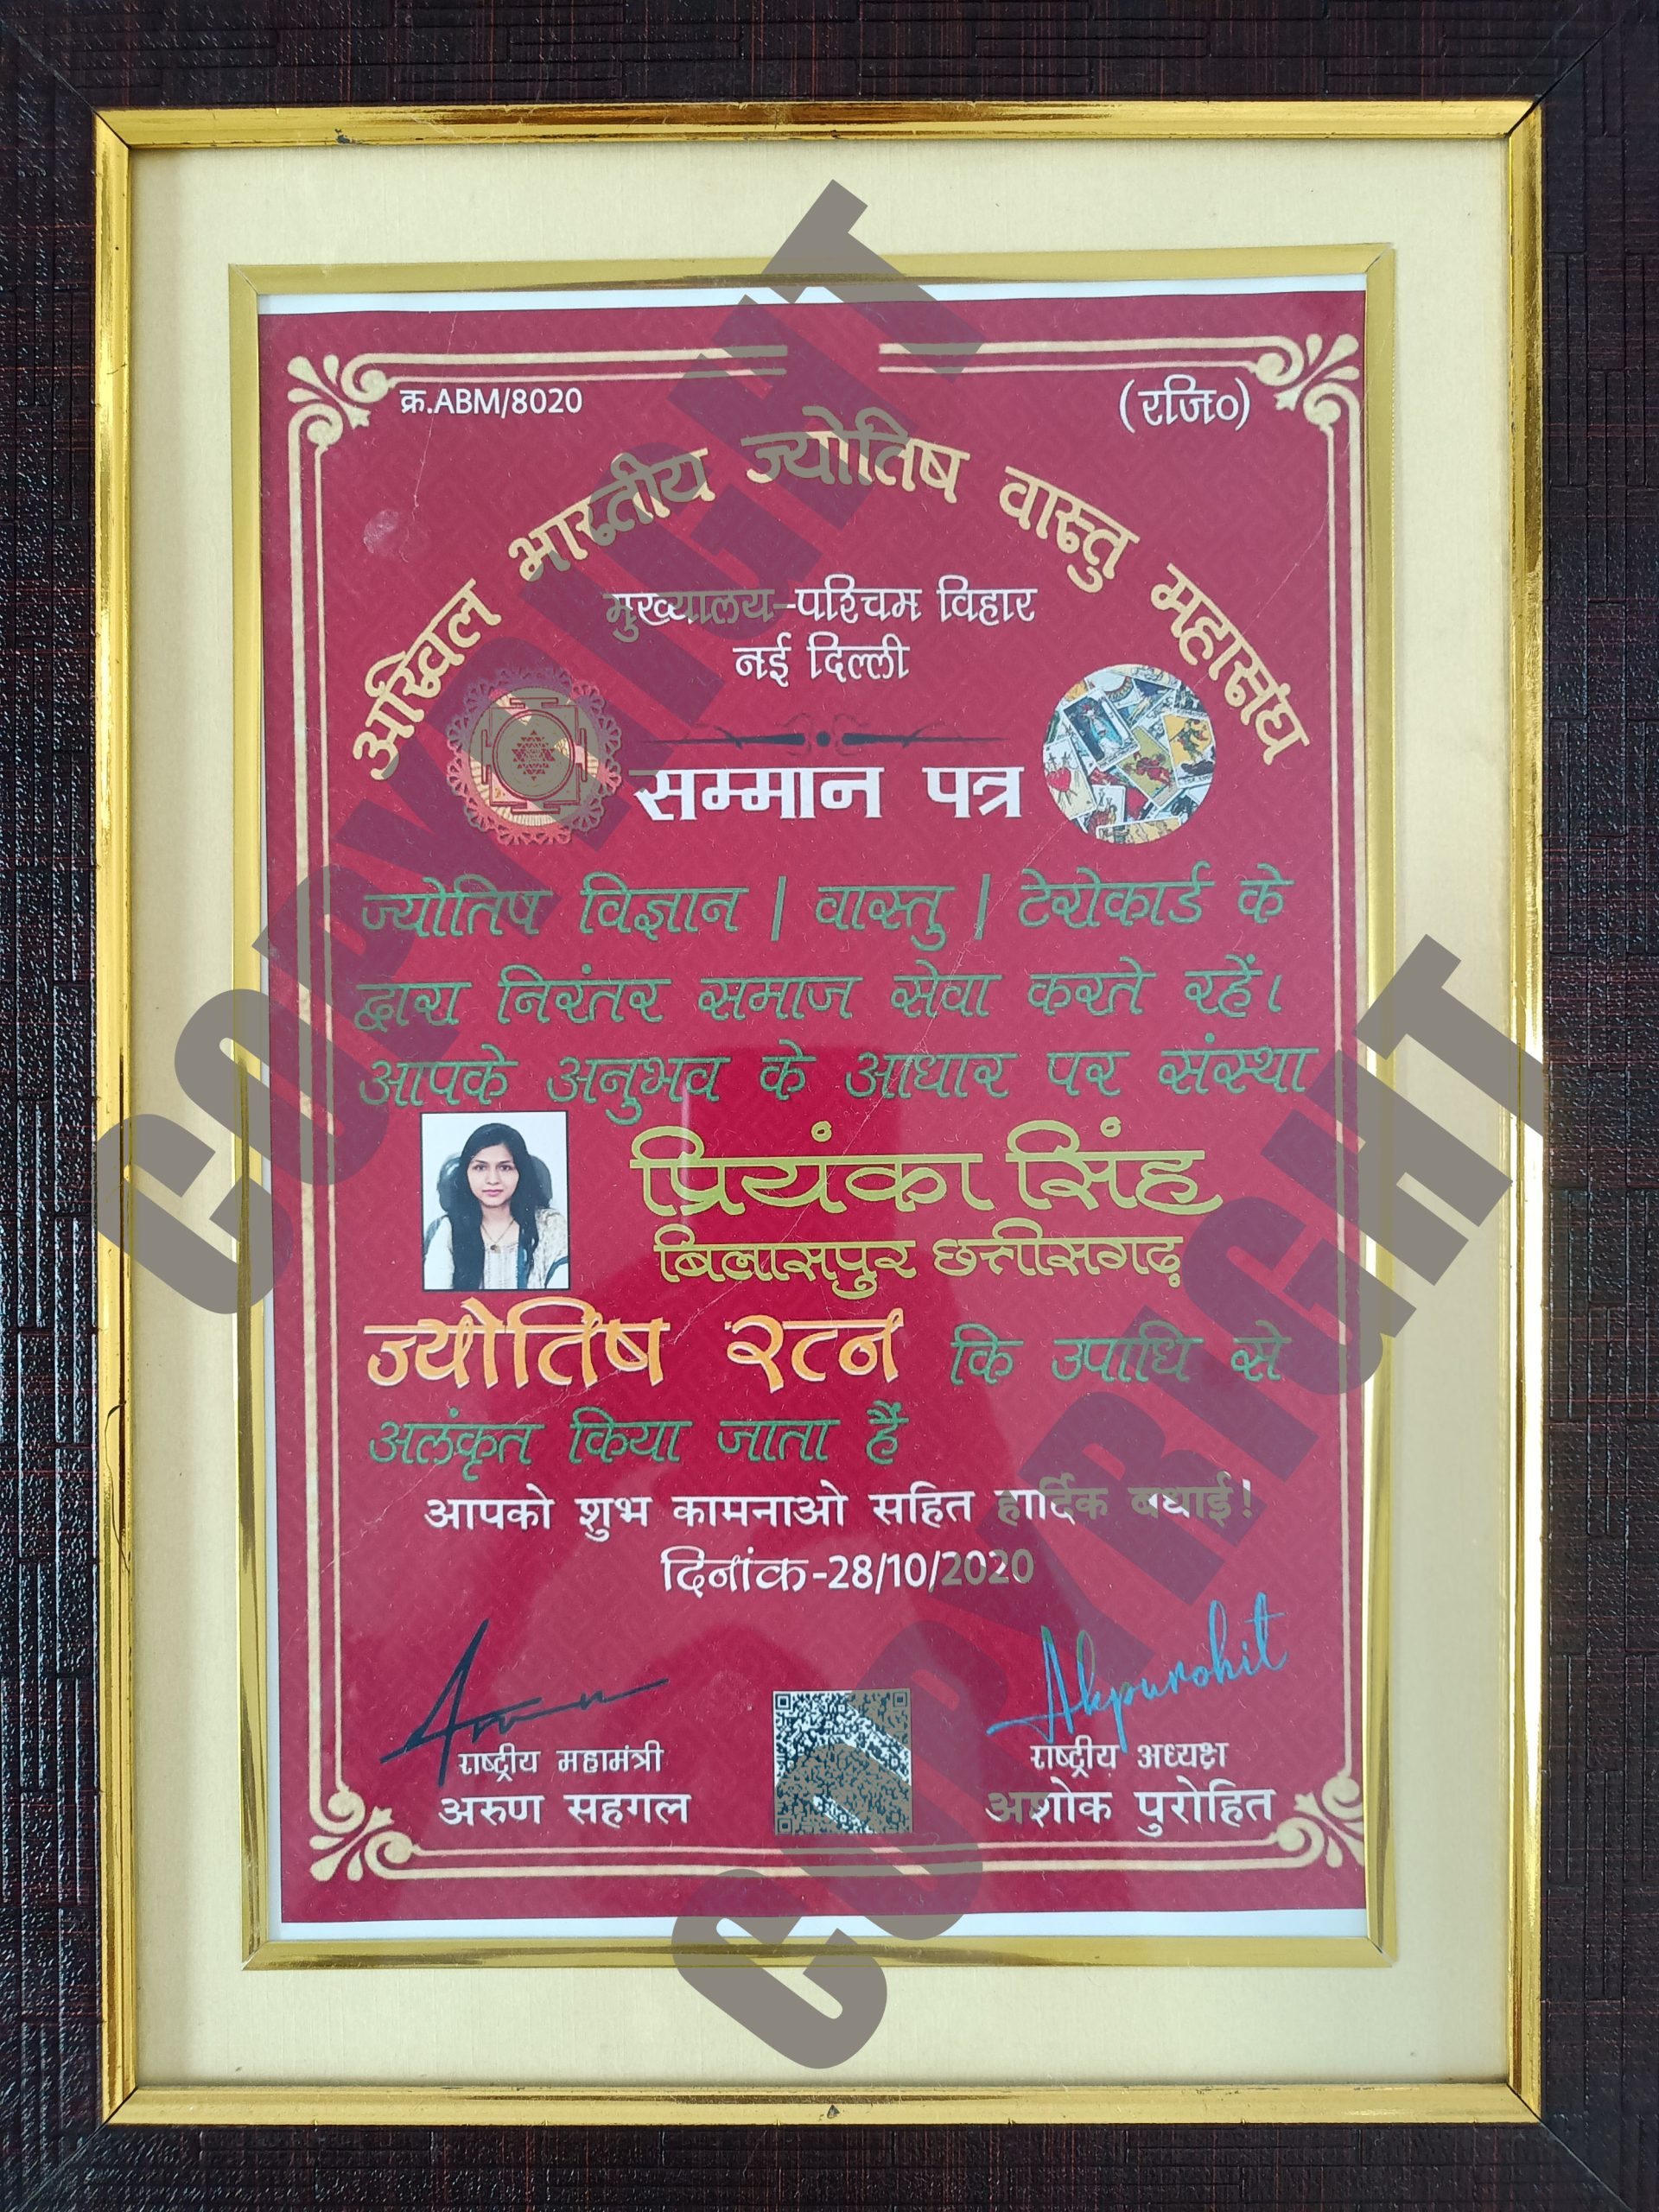 क्र.ABM/8020
(रजि०)
अखिल भारतीय ज्योतिष वास्तु महासंघ
मुख्यालय-पश्चिम विहार
नई दिल्ली
सम्मान पत्र
ज्योतिष विज्ञान | वास्तु | टेरोकार्ड के
द्वारा निरंतर समाज सेवा करते रहें।
आपके अनुभव के आधार पर संस्था
प्रियंका सिंह
बिलासपुर छत्तीसगढ़
ज्योतिष रटन कि उपाधि से
अलंकृत किया जाता हैं
आपको शुभ कामनाओ सहित हार्दिक बधाई!
दिनांक-28/10/2020
Akpurohit
राष्ट्रीय महामंत्री
अरुण सहगल
राष्ट्रीय अध्यक्ष
अशोक पुरोहित
COPYRIGHT
COPYRIGHT